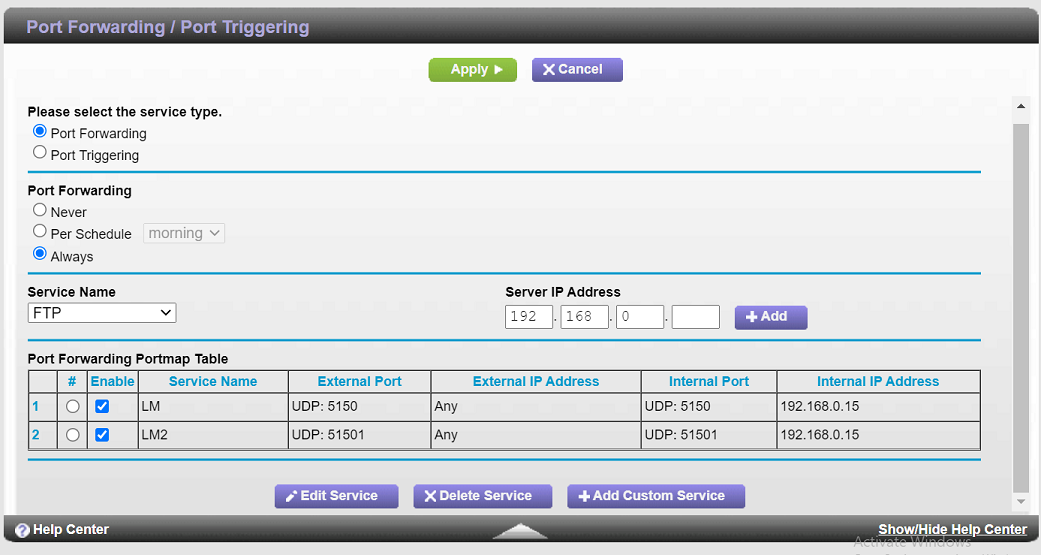 Port Forwarding / Port Triggering
Apply Cancel
Please select the service type.
Port Forwarding
Port Triggering
Port Forwarding
Never
Per Schedule morning
Always
Service Name Server IP Address
FTP 192 . 168 . 0 . Add
Port Forwarding Portmap Table
# Enable Service Name External Port External IP Address Internal Port Internal IP Address
1 LM UDP: 5150 Any UDP: 5150 192.168.0.15
2 LM2 UDP: 51501 Any UDP: 51501 192.168.0.15
Edit Service Delete Service Add Custom Service
Help Center Show/Hide Help Center
Activate Windows